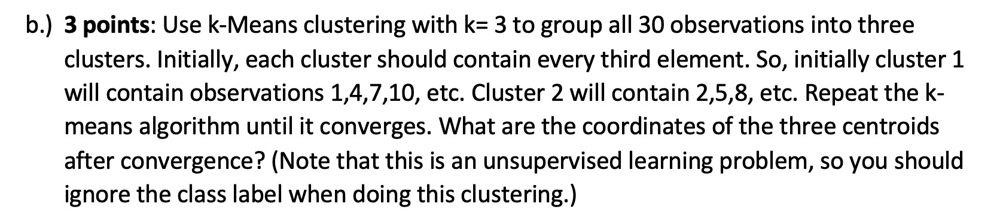 b.) 3 points: Use k-Means clustering with k= 3 to group all 30 observations into three
clusters. Initially, each cluster should contain every third element. So, initially cluster 1
will contain observations 1,4,7,10, etc. Cluster 2 will contain 2,5,8, etc. Repeat the k-
means algorithm until it converges. What are the coordinates of the three centroids
after convergence? (Note that this is an unsupervised learning problem, so you should
ignore the class label when doing this clustering.)